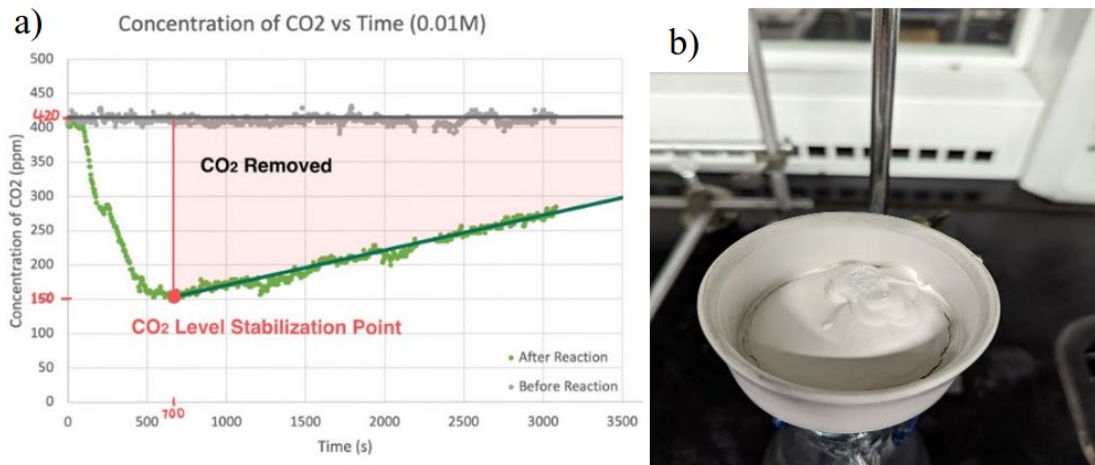 a)
Concentration of CO2 vs Time (0.01M)
500
450
420
400
350
300
250
200
150
150
100
50
0
Concentration of CO2 (ppm)
CO2 Removed
CO2 Level Stabilization Point
After Reaction
Before Reaction
0
500
700
1000
1500
2000
2500
3000
3500
Time (s)
b)